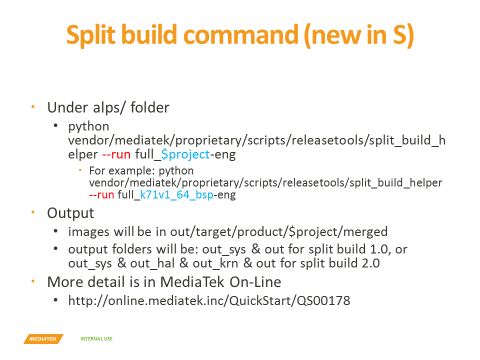 Split build command (new in S)
Under alps/ folder
python
vendor/mediatek/proprietary/scripts/releasetools/split_build_h
elper --run full_$project-eng
For example: python
vendor/mediatek/proprietary/scripts/releasetools/split_build_helper
--run full_k71v1_64_bsp-eng
Output
images will be in out/target/product/$project/merged
output folders will be: out_sys & out for split build 1.0, or
out_sys & out_hal & out_krn & out for split build 2.0
More detail is in MediaTek On-Line
http://online.mediatek.inc/QuickStart/QS00178
MEDIATEK
INTERNAL USE